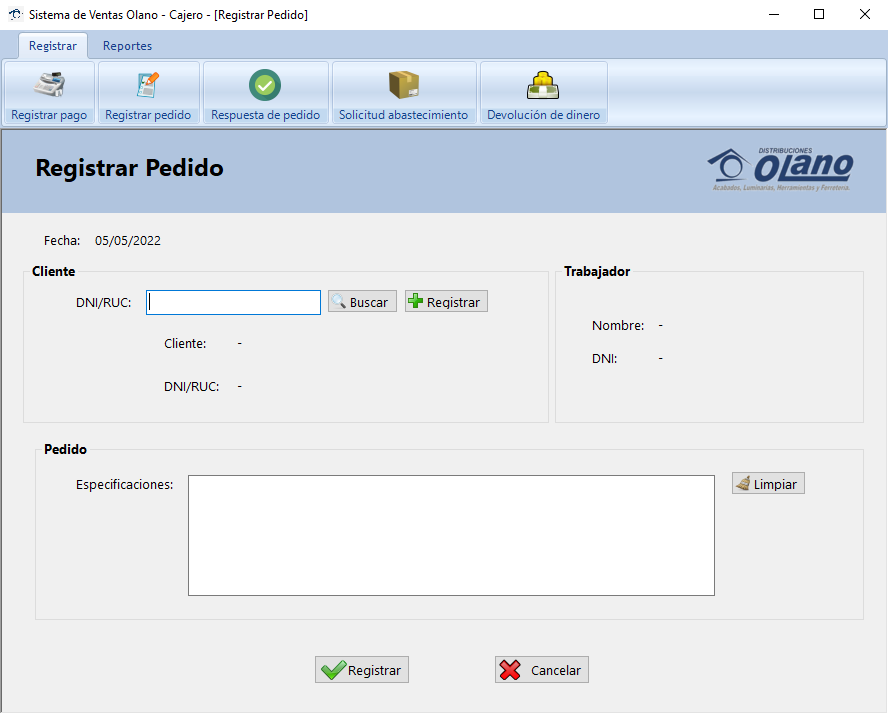 Sistema de Ventas Olano - Cajero - [Registrar Pedido]
Registrar Reportes
Registrar pago Registrar pedido Respuesta de pedido Solicitud abastecimiento Devolución de dinero
Registrar Pedido
DISTRIBUCIONES
Olano
Acabados, Luminarias, Herramientas y Ferretería.
Fecha: 05/05/2022
Cliente
DNI/RUC: Buscar Registrar
Cliente: -
DNI/RUC: -
Trabajador
Nombre: -
DNI: -
Pedido
Especificaciones: Limpiar
Registrar Cancelar